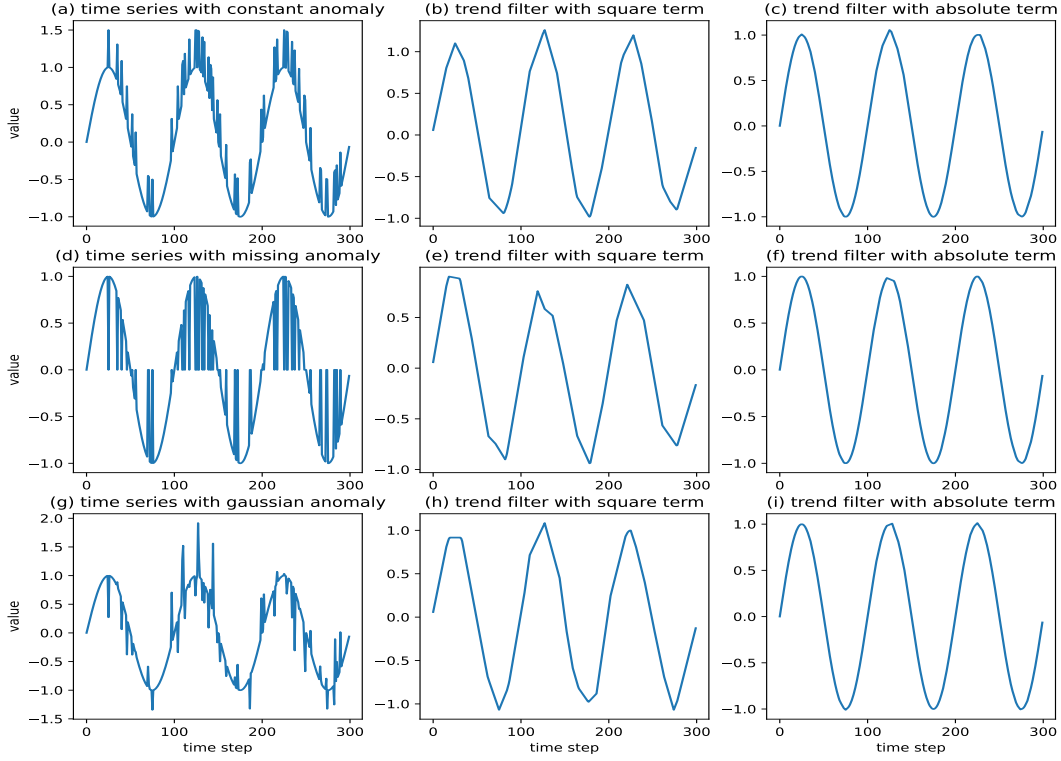 (a) time series with constant anomaly
(b) trend filter with square term
(c) trend filter with absolute term
value
1.5
1.0
0.5
0.0
−0.5
−1.0
0 100 200 300
1.0
0.5
0.0
−0.5
−1.0
0 100 200 300
1.0
0.5
0.0
−0.5
−1.0
0 100 200 300
(d) time series with missing anomaly
(e) trend filter with square term
(f) trend filter with absolute term
value
1.0
0.5
0.0
−0.5
−1.0
0 100 200 300
0.5
0.0
−0.5
−1.0
0 100 200 300
1.0
0.5
0.0
−0.5
−1.0
0 100 200 300
(g) time series with gaussian anomaly
(h) trend filter with square term
(i) trend filter with absolute term
value
2.0
1.5
1.0
0.5
0.0
−0.5
−1.0
−1.5
0 100 200 300
time step
1.0
0.5
0.0
−0.5
−1.0
0 100 200 300
time step
1.0
0.5
0.0
−0.5
−1.0
0 100 200 300
time step